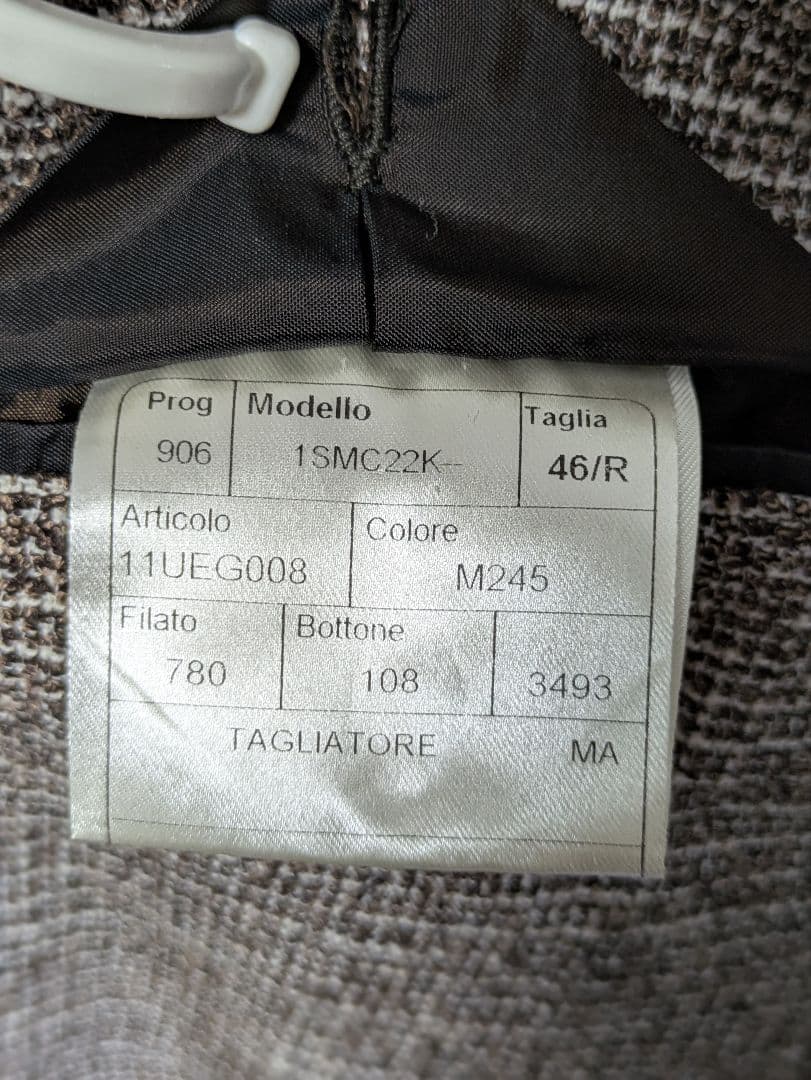 Prog Modello Taglia
906 1SMC22K-- 46/R
Articolo Colore
11UEG008 M245
Filato Bottone
780 108 3493
TAGLIATORE MA